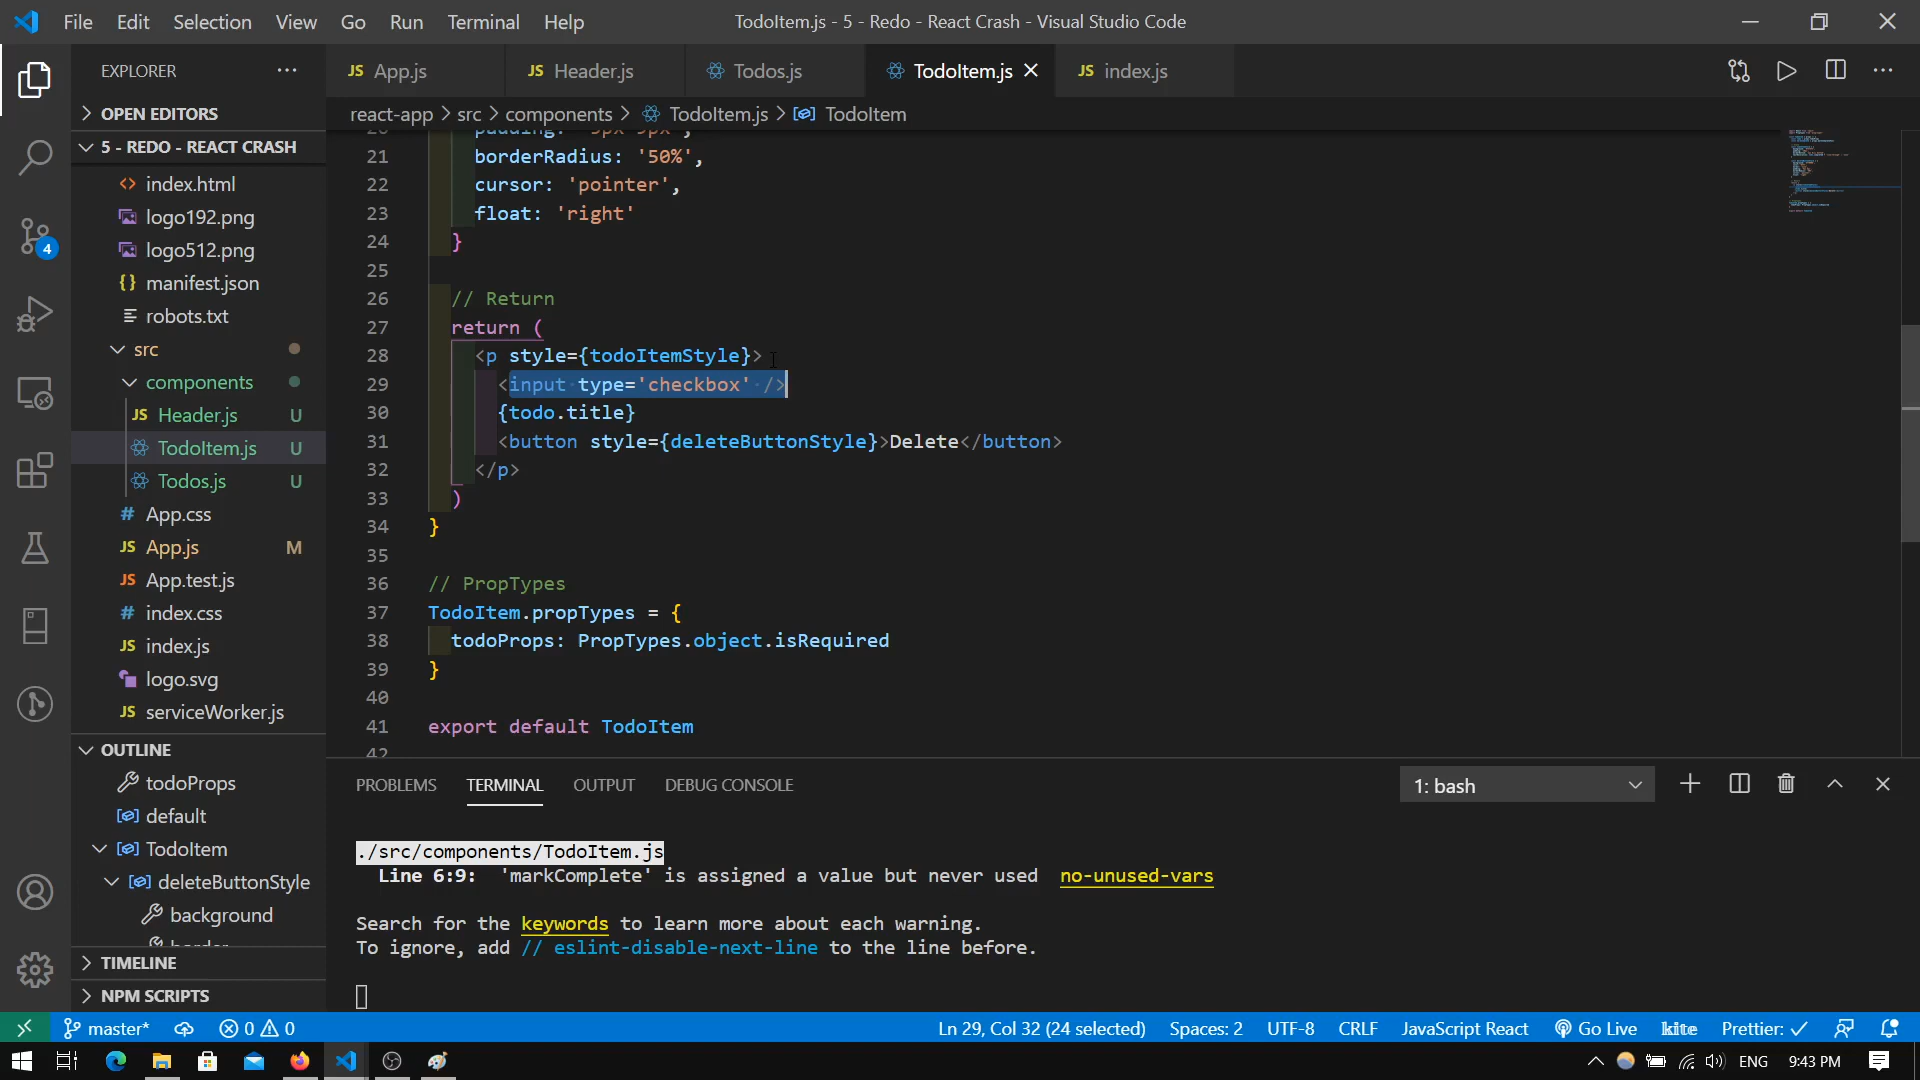 File Edit Selection View Go Run Terminal Help
TodoItem.js - 5 - Redo - React Crash - Visual Studio Code
EXPLORER
OPEN EDITORS
5 - REDO - REACT CRASH
index.html
logo192.png
logo512.png
manifest.json
robots.txt
src
components
Header.js U
TodoItem.js U
Todos.js U
App.css
App.js M
App.test.js
index.css
index.js
logo.svg
serviceWorker.js
OUTLINE
todoProps
default
TodoItem
deleteButtonStyle
background
TIMELINE
NPM SCRIPTS
4
JS App.js
JS Header.js
Todos.js
TodoItem.js
JS index.js
react-app > src > components > TodoItem.js > TodoItem
20 padding: '5px 9px',
21 borderRadius: '50%',
22 cursor: 'pointer',
23 float: 'right'
24 }
25
26 // Return
27 return (
28 <p style={todoItemStyle}>
29 <input type='checkbox' />
30 {todo.title}
31 <button style={deleteButtonStyle}>Delete</button>
32 </p>
33 )
34 }
35
36 // PropTypes
37 TodoItem.propTypes = {
38 todoProps: PropTypes.object.isRequired
39 }
40
41 export default TodoItem
42
PROBLEMS TERMINAL OUTPUT DEBUG CONSOLE
1: bash
./src/components/TodoItem.js
Line 6:9: 'markComplete' is assigned a value but never used no-unused-vars
Search for the keywords to learn more about each warning.
To ignore, add // eslint-disable-next-line to the line before.
master* 0 0
Ln 29, Col 32 (24 selected) Spaces: 2 UTF-8 CRLF JavaScript React Go Live kite Prettier: ✓
ENG 9:43 PM